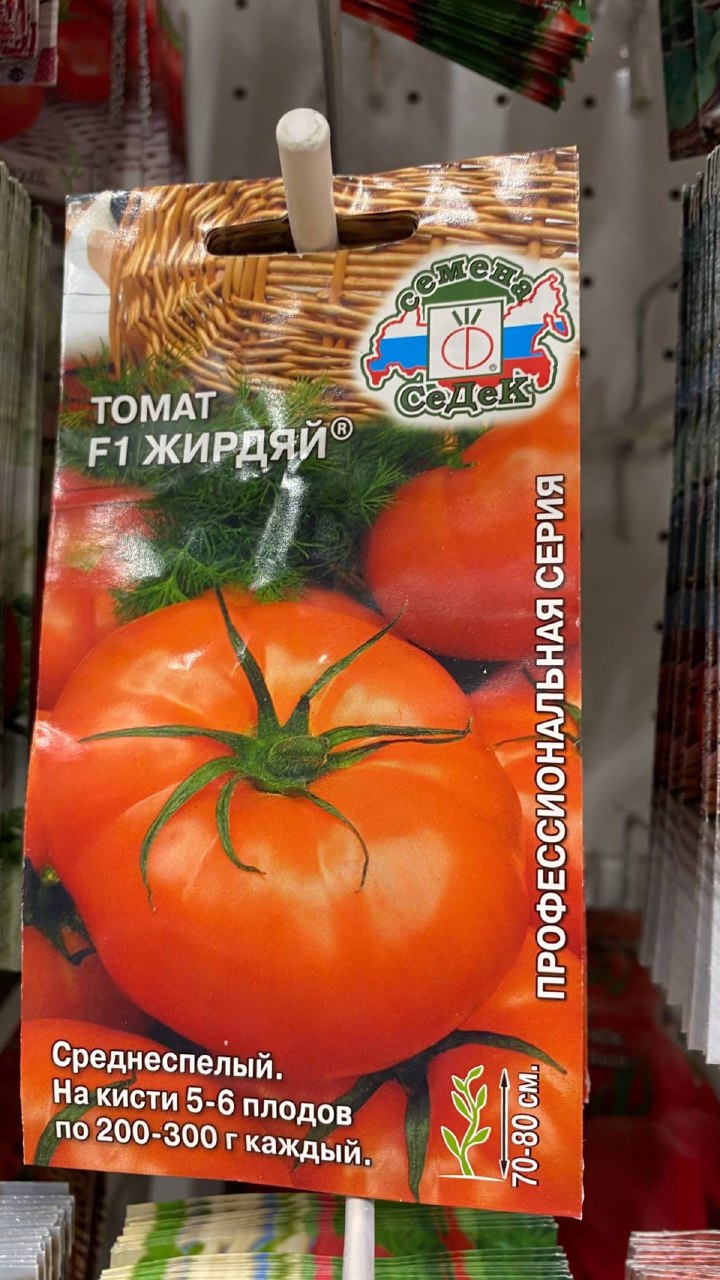 семена
СеДеК
ТОМАТ
F1 ЖИРДЯЙ®
ПРОФЕССИОНАЛЬНАЯ СЕРИЯ
Среднеспелый.
На кисти 5-6 плодов
по 200-300 г каждый.
70-80 см.